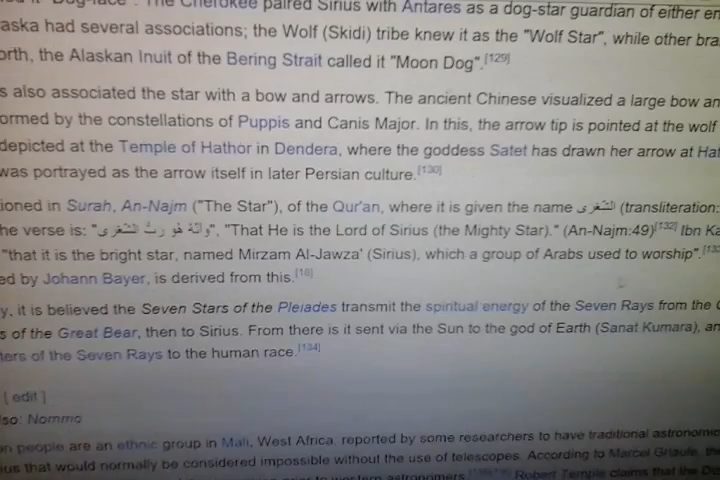 The Cherokee paired Sirius with Antares as a dog-star guardian of either en
aska had several associations; the Wolf (Skidi) tribe knew it as the "Wolf Star", while other bra
orth, the Alaskan Inuit of the Bering Strait called it "Moon Dog".[129]
s also associated the star with a bow and arrows. The ancient Chinese visualized a large bow an
ormed by the constellations of Puppis and Canis Major. In this, the arrow tip is pointed at the wolf
depicted at the Temple of Hathor in Dendera, where the goddess Satet has drawn her arrow at Hat
was portrayed as the arrow itself in later Persian culture.[130]
ioned in Surah, An-Najm ("The Star"), of the Qur'an, where it is given the name الشِّعْرَى (transliteration:
he verse is: "وأنَّهُ هُوَ رَبُّ الشِّعْرَى", "That He is the Lord of Sirius (the Mighty Star)." (An-Najm:49)[132] Ibn Ka
"that it is the bright star, named Mirzam Al-Jawza' (Sirius), which a group of Arabs used to worship".[133
ed by Johann Bayer, is derived from this.[16]
y, it is believed the Seven Stars of the Pleiades transmit the spiritual energy of the Seven Rays from the
s of the Great Bear, then to Sirius. From there is it sent via the Sun to the god of Earth (Sanat Kumara), an
ters of the Seven Rays to the human race.[134]
[ edit ]
lso: Nommo
on people are an ethnic group in Mali, West Africa, reported by some researchers to have traditional astronomic
ius that would normally be considered impossible without the use of telescopes. According to Marcel Griaule, the
astronomers Robert Temple claims that the